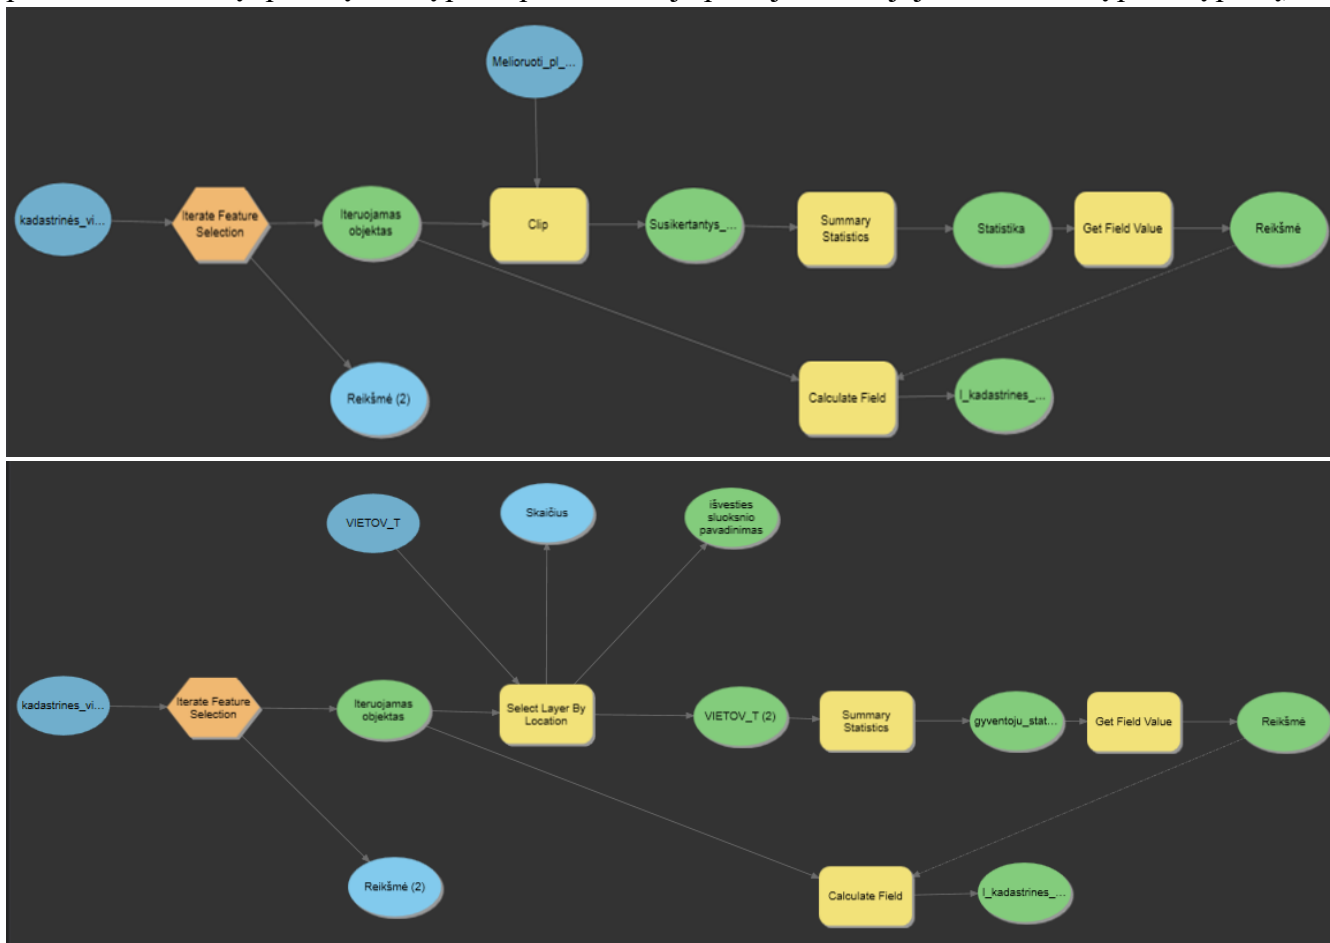 Melioruoti_pl_...
kadastrinės_vi...
Iterate Feature
Selection
Iteruojamas
objektas
Clip
Susikertantys_...
Summary
Statistics
Statistika
Get Field Value
Reikšmė
Reikšmė (2)
Calculate Field
l_kadastrines_...
VIETOV_T
Skaičius
išvesties
sluoksnio
pavadinimas
kadastrines_vi...
Iterate Feature
Selection
Iteruojamas
objektas
Select Layer By
Location
VIETOV_T (2)
Summary
Statistics
gyventoju_stat...
Get Field Value
Reikšmė
Reikšmė (2)
Calculate Field
l_kadastrines_...